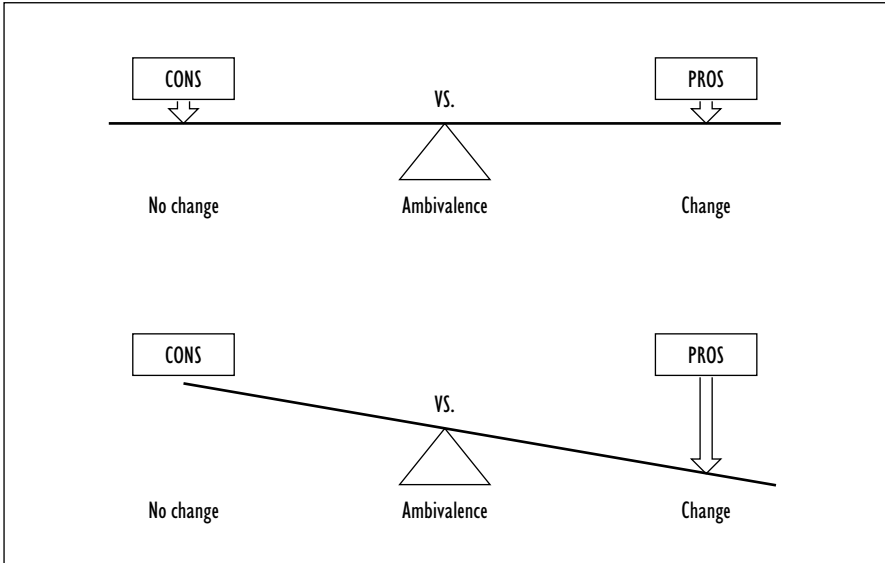 CONS
PROS
VS.
No change
Ambivalence
Change
CONS
PROS
VS.
No change
Ambivalence
Change